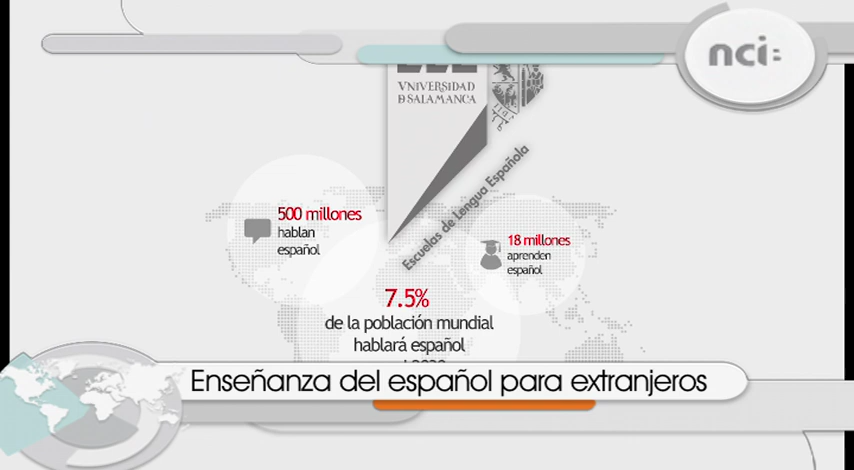 nci:
VNIVERSIDAD
D SALAMANCA
Escuelas de Lengua Española
500 millones
hablan
español
18 millones
aprenden
español
7.5%
de la población mundial
hablará español
Enseñanza del español para extranjeros